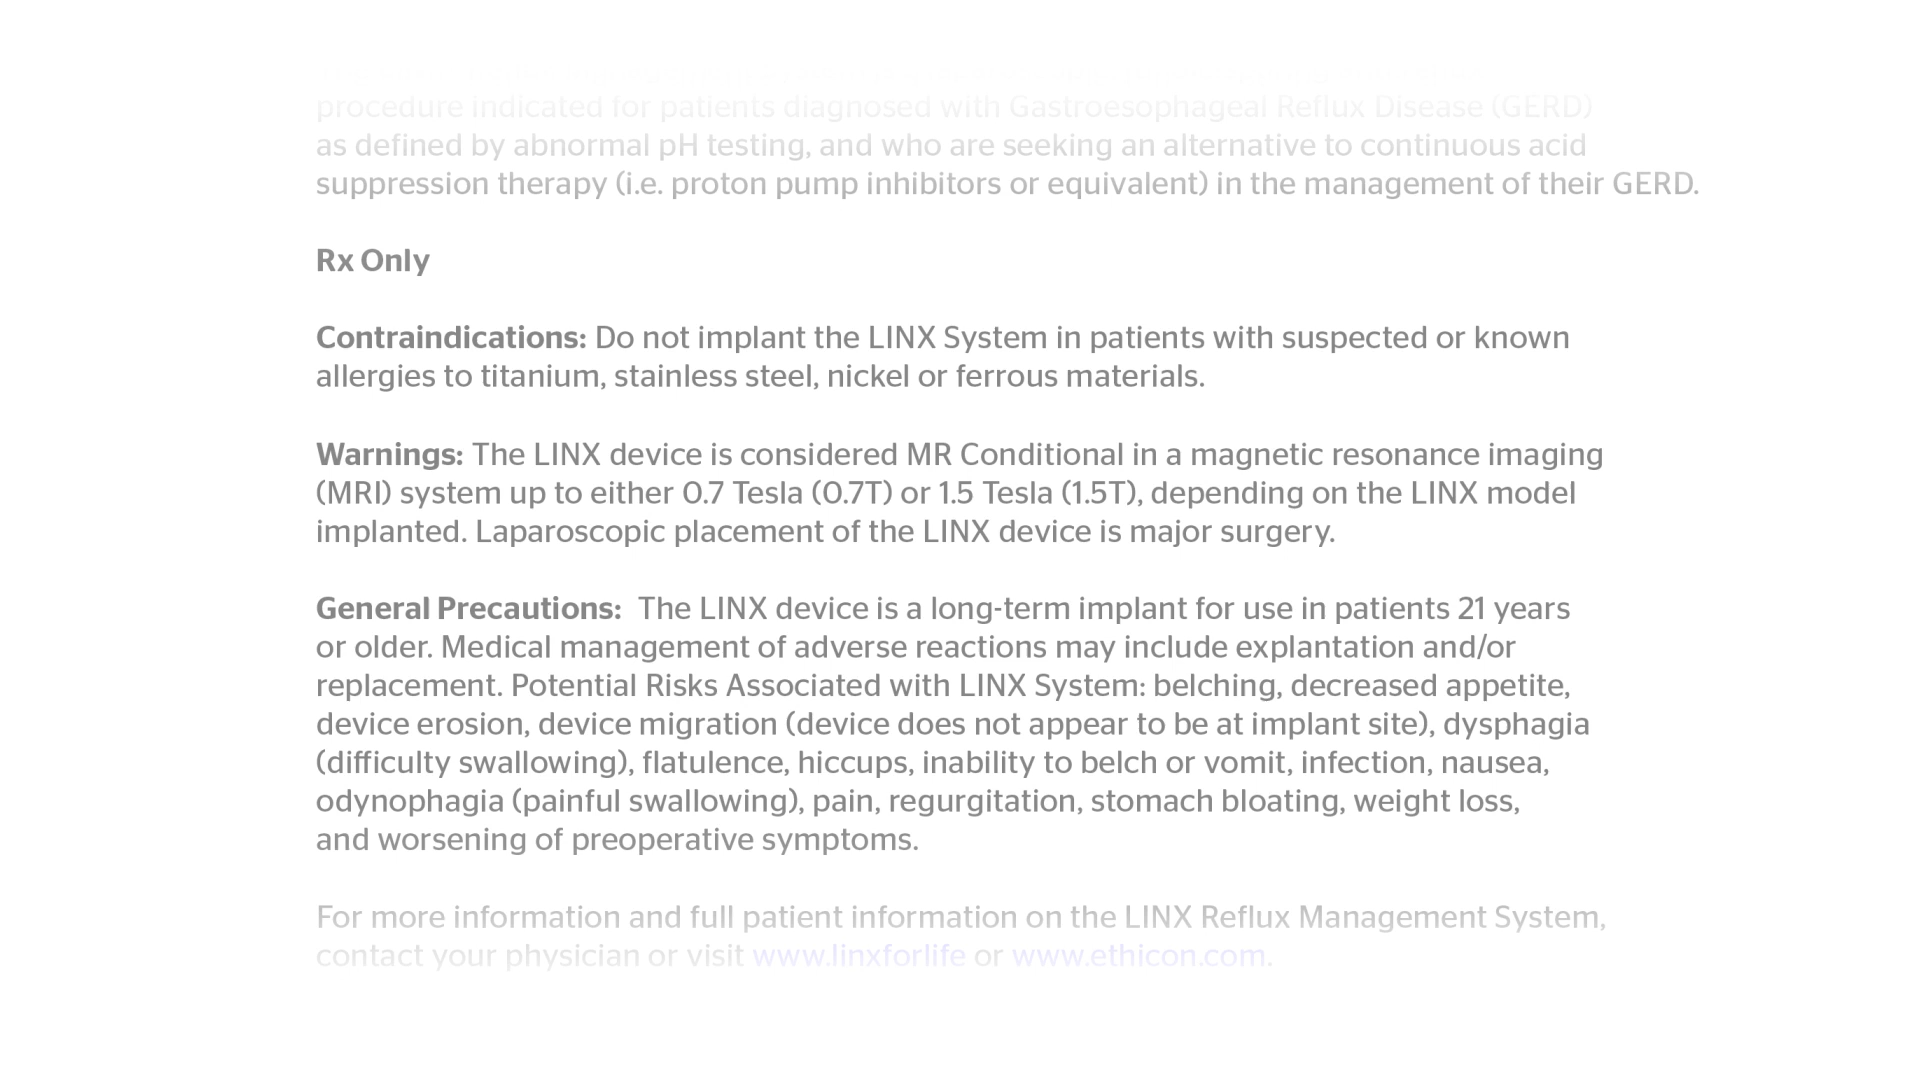 procedure indicated for patients diagnosed with Gastroesophageal Reflux Disease (GERD)
as defined by abnormal pH testing, and who are seeking an alternative to continuous acid
suppression therapy (i.e. proton pump inhibitors or equivalent) in the management of their GERD.
Rx Only
Contraindications: Do not implant the LINX System in patients with suspected or known
allergies to titanium, stainless steel, nickel or ferrous materials.
Warnings: The LINX device is considered MR Conditional in a magnetic resonance imaging
(MRI) system up to either 0.7 Tesla (0.7T) or 1.5 Tesla (1.5T), depending on the LINX model
implanted. Laparoscopic placement of the LINX device is major surgery.
General Precautions: The LINX device is a long-term implant for use in patients 21 years
or older. Medical management of adverse reactions may include explantation and/or
replacement. Potential Risks Associated with LINX System: belching, decreased appetite,
device erosion, device migration (device does not appear to be at implant site), dysphagia
(difficulty swallowing), flatulence, hiccups, inability to belch or vomit, infection, nausea,
odynophagia (painful swallowing), pain, regurgitation, stomach bloating, weight loss,
and worsening of preoperative symptoms.
For more information and full patient information on the LINX Reflux Management System,
contact your physician or visit www.linxforlife or www.ethicon.com.